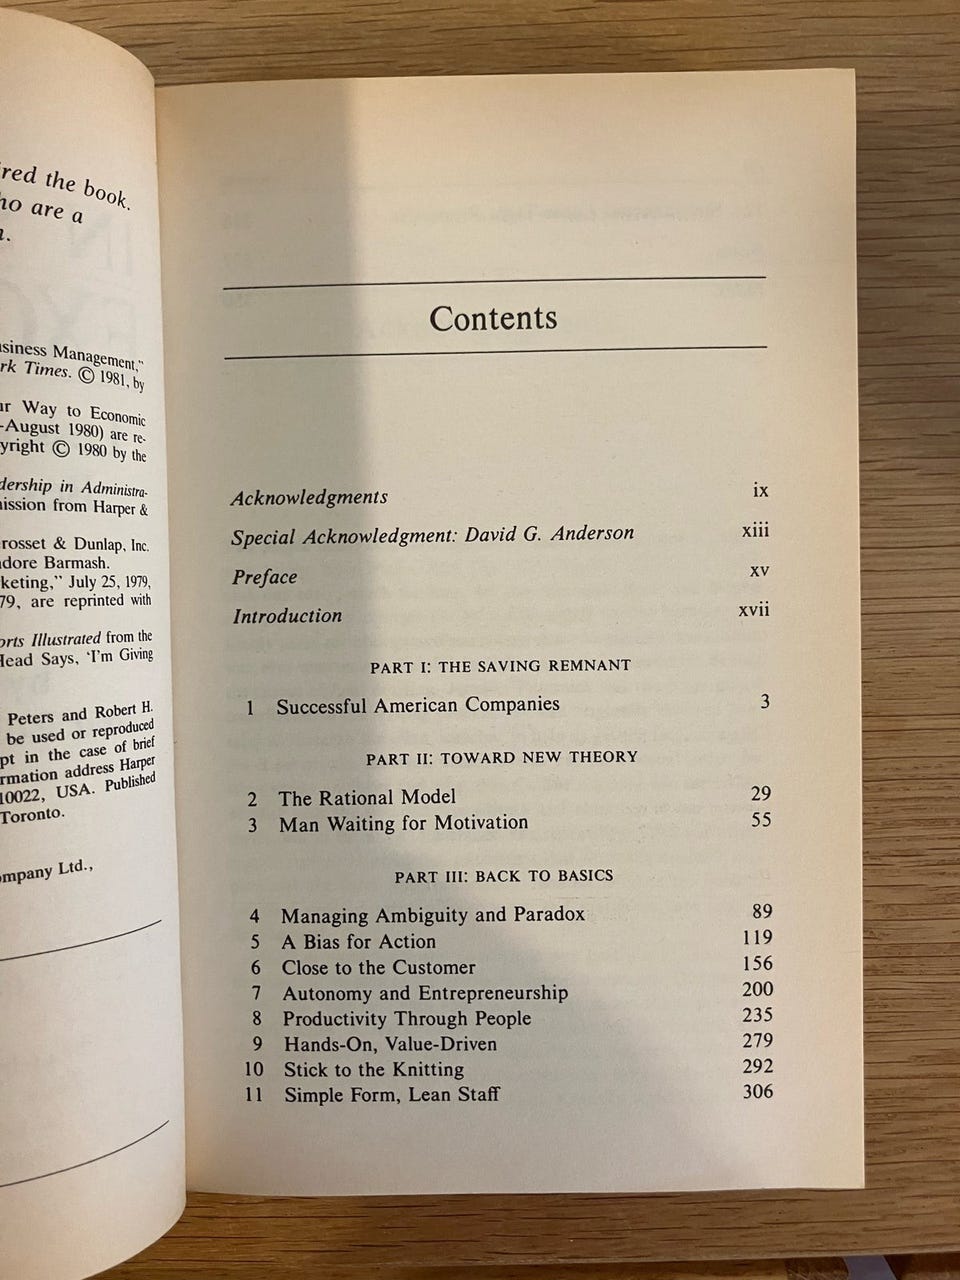 red the book.
ho are a
siness Management,"
rk Times. © 1981, by
r Way to Economic
-August 1980) are re-
yright © 1980 by the
dership in Administra-
ission from Harper &
rosset & Dunlap, Inc.
dore Barmash.
keting," July 25, 1979,
79, are reprinted with
orts Illustrated from the
Head Says, 'I'm Giving
Peters and Robert H.
be used or reproduced
pt in the case of brief
rmation address Harper
10022, USA. Published
Toronto.
ompany Ltd.,
Contents
Acknowledgments ix
Special Acknowledgment: David G. Anderson xiii
Preface xv
Introduction xvii
PART I: THE SAVING REMNANT
1 Successful American Companies 3
PART II: TOWARD NEW THEORY
2 The Rational Model 29
3 Man Waiting for Motivation 55
PART III: BACK TO BASICS
4 Managing Ambiguity and Paradox 89
5 A Bias for Action 119
6 Close to the Customer 156
7 Autonomy and Entrepreneurship 200
8 Productivity Through People 235
9 Hands-On, Value-Driven 279
10 Stick to the Knitting 292
11 Simple Form, Lean Staff 306